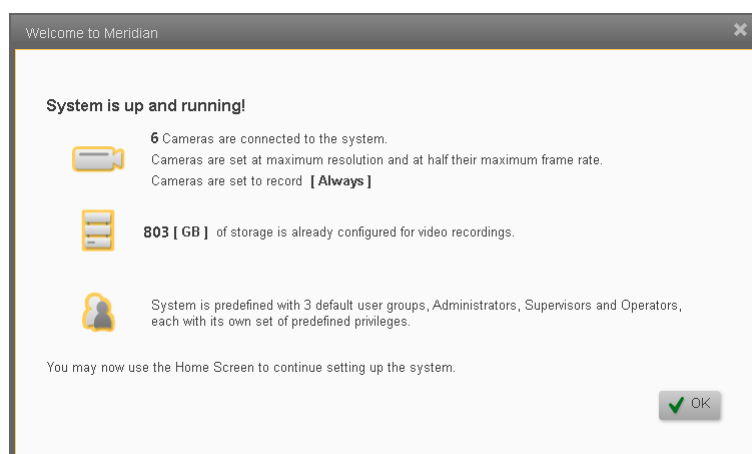 Welcome to Meridian
System is up and running!
6 Cameras are connected to the system.
Cameras are set at maximum resolution and at half their maximum frame rate.
Cameras are set to record [ Always ]
803 [ GB ] of storage is already configured for video recordings.
System is predefined with 3 default user groups, Administrators, Supervisors and Operators,
each with its own set of predefined privileges.
You may now use the Home Screen to continue setting up the system.
OK